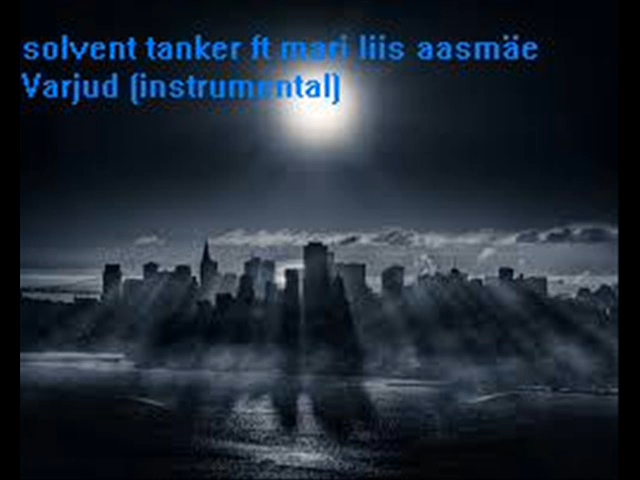 solvent tanker ft mari liis aasmäe
Varjud (instrumental)